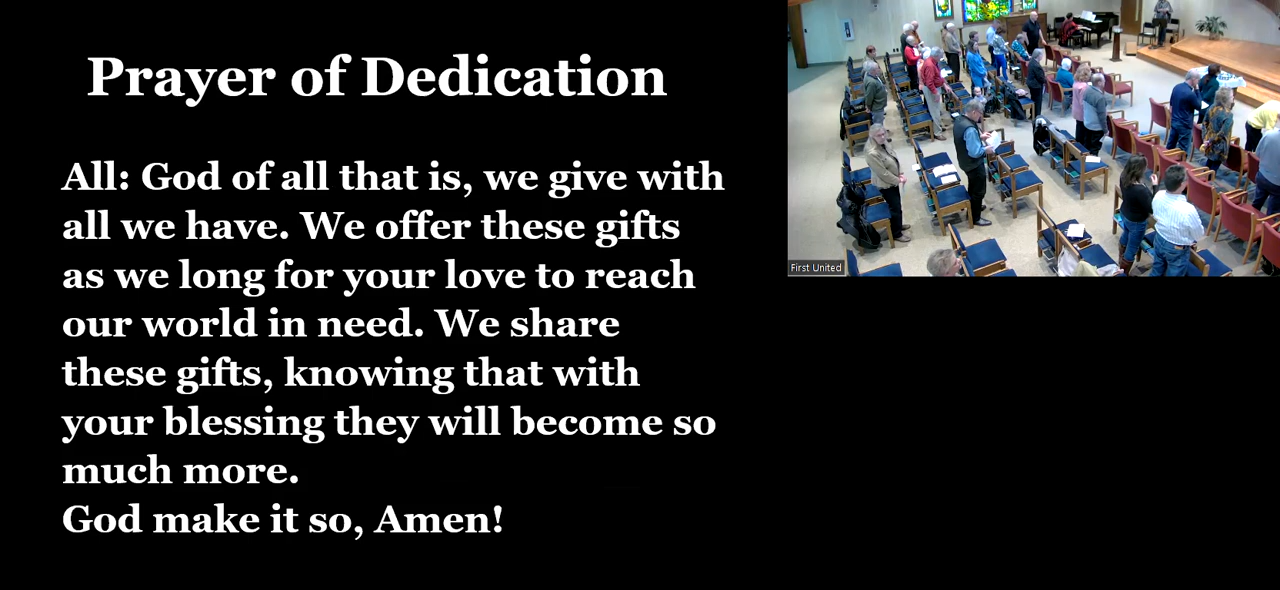 Prayer of Dedication
All: God of all that is, we give with
all we have. We offer these gifts
as we long for your love to reach
our world in need. We share
these gifts, knowing that with
your blessing they will become so
much more.
God make it so, Amen!
First United